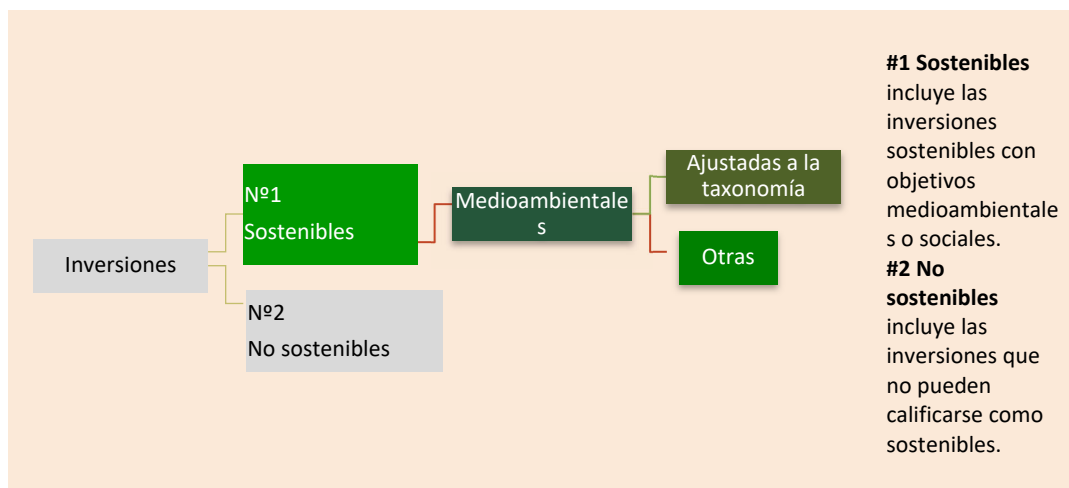 Inversiones
Nº1
Sostenibles
Nº2
No sostenibles
Medioambientale
s
Ajustadas a la
taxonomía
Otras
#1 Sostenibles
incluye las
inversiones
sostenibles con
objetivos
medioambientale
s o sociales.
#2 No
sostenibles
incluye las
inversiones que
no pueden
calificarse como
sostenibles.